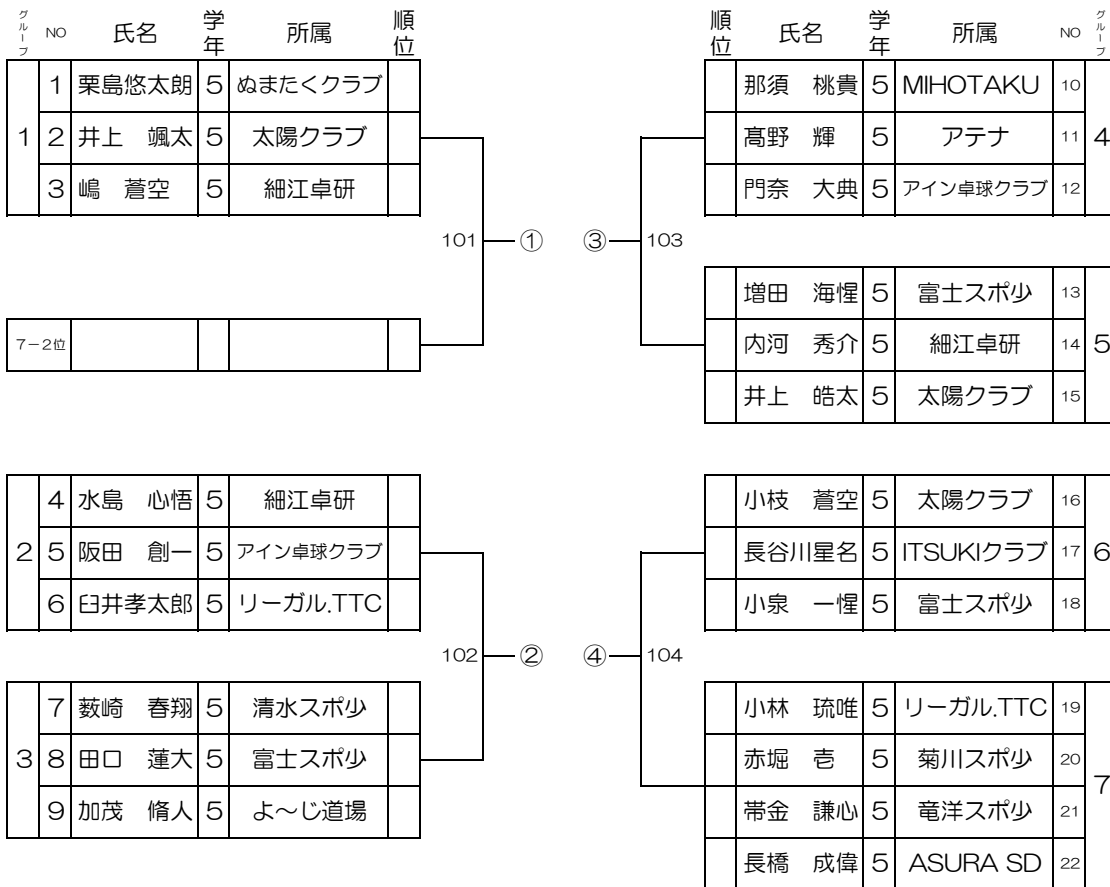 グループ NO 氏名 学年 所属 順位
1
1 栗島悠太朗 5 ぬまたくクラブ
2 井上 颯太 5 太陽クラブ
3 嶋 蒼空 5 細江卓研
101 ①
7－2位
2
4 水島 心悟 5 細江卓研
5 阪田 創一 5 アイン卓球クラブ
6 臼井孝太郎 5 リーガル.TTC
102 ②
3
7 薮崎 春翔 5 清水スポ少
8 田口 蓮大 5 富士スポ少
9 加茂 脩人 5 よ～じ道場
順位 氏名 学年 所属 NO グループ
那須 桃貴 5 MIHOTAKU 10
髙野 輝 5 アテナ 11
門奈 大典 5 アイン卓球クラブ 12
4
③ 103
増田 海惺 5 富士スポ少 13
内河 秀介 5 細江卓研 14
井上 皓太 5 太陽クラブ 15
5
小枝 蒼空 5 太陽クラブ 16
長谷川星名 5 ITSUKIクラブ 17
小泉 一惺 5 富士スポ少 18
6
④ 104
小林 琉唯 5 リーガル.TTC 19
赤堀 壱 5 菊川スポ少 20
帯金 謙心 5 竜洋スポ少 21
長橋 成偉 5 ASURA SD 22
7